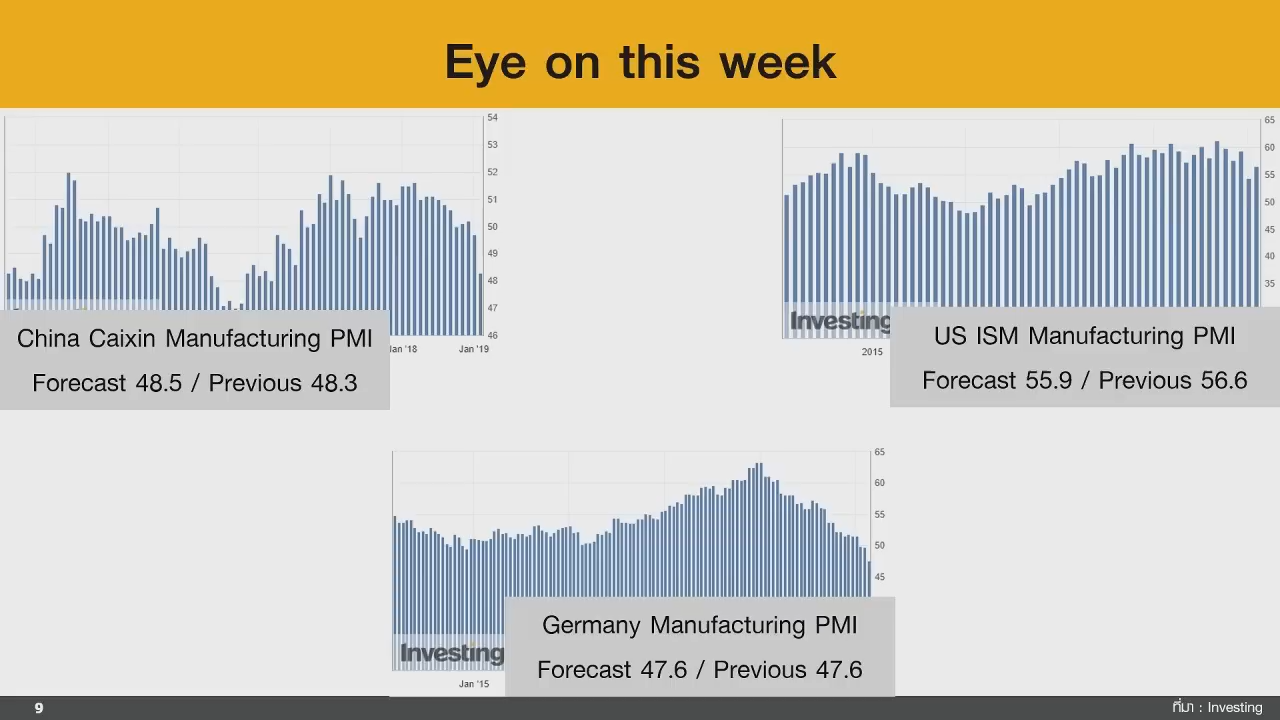 Eye on this week
54
53
52
51
50
49
48
47
46
Jan '18
Jan '19
China Caixin Manufacturing PMI
Forecast 48.5 / Previous 48.3
65
60
55
50
45
40
35
Investing
2015
US ISM Manufacturing PMI
Forecast 55.9 / Previous 56.6
65
60
55
50
45
Investing
Jan '15
Germany Manufacturing PMI
Forecast 47.6 / Previous 47.6
9
ที่มา : Investing